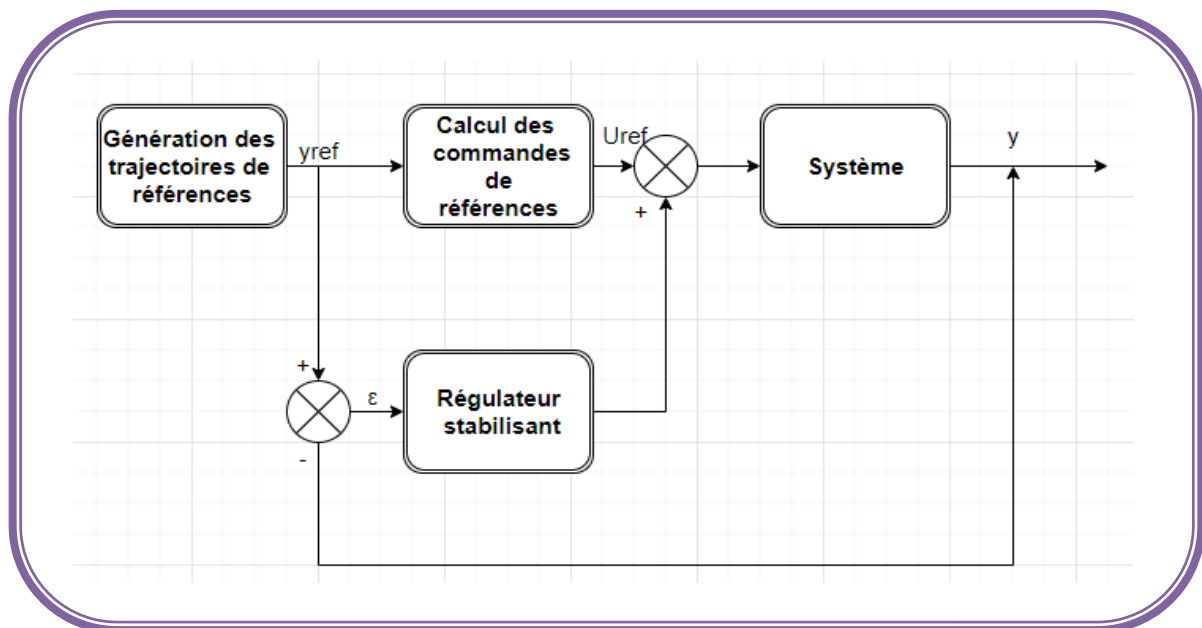 Génération des
trajectoires de
références
yref
Calcul des
commandes
de
références
Uref
+
Système
y
+
ε
-
Régulateur
stabilisant